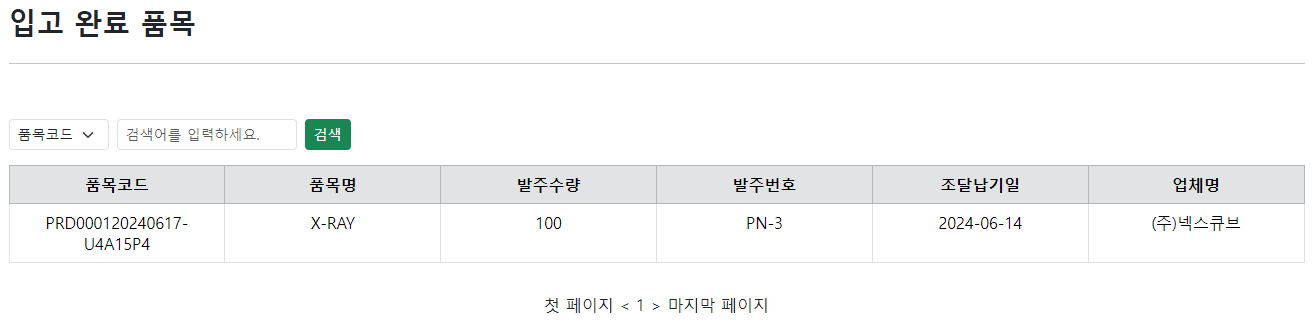 입고 완료 품목
품목코드 검색어를 입력하세요. 검색
품목코드 품목명 발주수량 발주번호 조달납기일 업체명
PRD000120240617- X-RAY 100 PN-3 2024-06-14 (주)넥스큐브
U4A15P4
첫 페이지 < 1 > 마지막 페이지